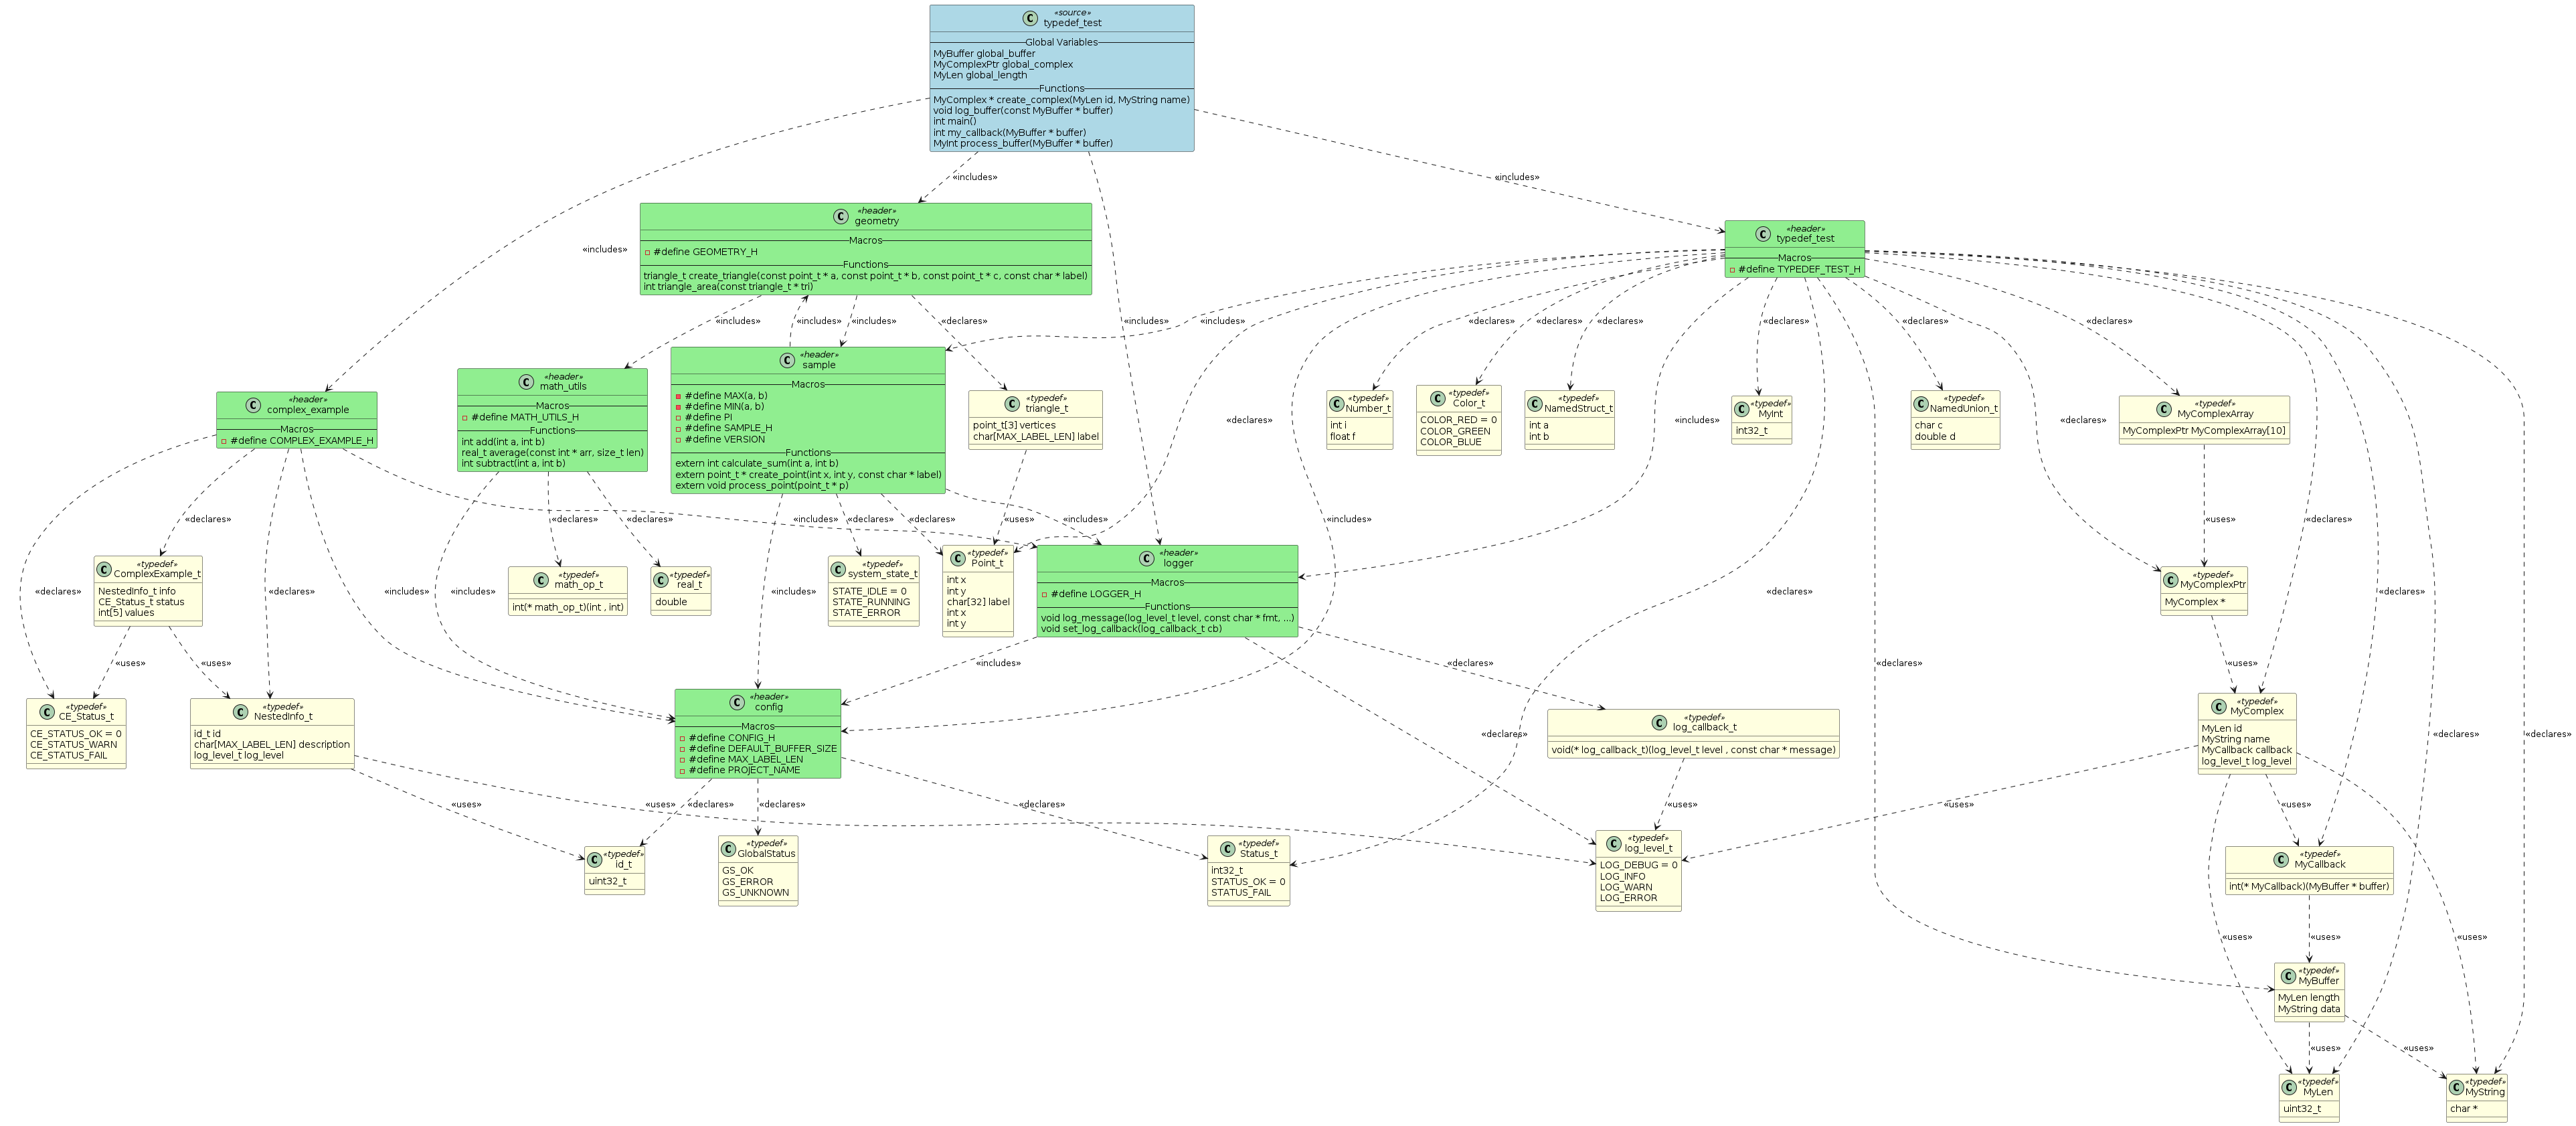 C «source»
typedef_test
Global Variables
MyBuffer global_buffer
MyComplexPtr global_complex
MyLen global_length
Functions
MyComplex * create_complex(MyLen id, MyString name)
void log_buffer(const MyBuffer * buffer)
int main()
int my_callback(MyBuffer * buffer)
MyInt process_buffer(MyBuffer * buffer)
«includes»
«includes»
«includes»
«includes»
«includes»
C «header»
geometry
Macros
#define GEOMETRY_H
Functions
triangle_t create_triangle(const point_t * a, const point_t * b, const point_t * c, const char * label)
int triangle_area(const triangle_t * tri)
C «header»
typedef_test
Macros
#define TYPEDEF_TEST_H
«includes»
«includes»
«includes»
«declares»
«includes»
«declares»
«declares»
«declares»
«declares»
«declares»
«declares»
C «header»
complex_example
Macros
#define COMPLEX_EXAMPLE_H
C «header»
math_utils
Macros
#define MATH_UTILS_H
Functions
int add(int a, int b)
real_t average(const int * arr, size_t len)
int subtract(int a, int b)
C «header»
sample
Macros
#define MAX(a, b)
#define MIN(a, b)
#define PI
#define SAMPLE_H
#define VERSION
Functions
extern int calculate_sum(int a, int b)
extern point_t * create_point(int x, int y, const char * label)
extern void process_point(point_t * p)
C «typedef»
triangle_t
point_t[3] vertices
char[MAX_LABEL_LEN] label
«declares»
«includes»
C «typedef»
Number_t
int i
float f
C «typedef»
Color_t
COLOR_RED = 0
COLOR_GREEN
COLOR_BLUE
C «typedef»
NamedStruct_t
int a
int b
C «typedef»
MyInt
int32_t
C «typedef»
NamedUnion_t
char c
double d
«declares»
C «typedef»
MyComplexArray
MyComplexPtr MyComplexArray[10]
«declares»
«declares»
«declares»
«declares»
«includes»
«declares»
«declares»
«includes»
«declares»
«includes»
«uses»
«includes»
«uses»
«declares»
C «typedef»
ComplexExample_t
NestedInfo_t info
CE_Status_t status
int[5] values
C «typedef»
math_op_t
int(* math_op_t)(int , int)
C «typedef»
real_t
double
C «typedef»
system_state_t
STATE_IDLE = 0
STATE_RUNNING
STATE_ERROR
C «typedef»
Point_t
int x
int y
char[32] label
int x
int y
C «header»
logger
Macros
#define LOGGER_H
Functions
void log_message(log_level_t level, const char * fmt, ...)
void set_log_callback(log_callback_t cb)
C «typedef»
MyComplexPtr
MyComplex *
«declares»
«declares»
«includes»
«includes»
«includes»
«declares»
«declares»
«uses»
«uses»
«includes»
«declares»
«declares»
«uses»
C «typedef»
CE_Status_t
CE_STATUS_OK = 0
CE_STATUS_WARN
CE_STATUS_FAIL
C «typedef»
NestedInfo_t
id_t id
char[MAX_LABEL_LEN] description
log_level_t log_level
C «header»
config
Macros
#define CONFIG_H
#define DEFAULT_BUFFER_SIZE
#define MAX_LABEL_LEN
#define PROJECT_NAME
«declares»
C «typedef»
log_callback_t
void(* log_callback_t)(log_level_t level , const char * message)
C «typedef»
MyComplex
MyLen id
MyString name
MyCallback callback
log_level_t log_level
«declares»
«declares»
«uses»
«uses»
«declares»
«declares»
«declares»
«uses»
«uses»
«uses»
C «typedef»
id_t
uint32_t
C «typedef»
GlobalStatus
GS_OK
GS_ERROR
GS_UNKNOWN
C «typedef»
Status_t
int32_t
STATUS_OK = 0
STATUS_FAIL
C «typedef»
log_level_t
LOG_DEBUG = 0
LOG_INFO
LOG_WARN
LOG_ERROR
C «typedef»
MyCallback
int(* MyCallback)(MyBuffer * buffer)
«uses»
«uses»
«uses»
C «typedef»
MyBuffer
MyLen length
MyString data
«uses»
«uses»
C «typedef»
MyLen
uint32_t
C «typedef»
MyString
char *